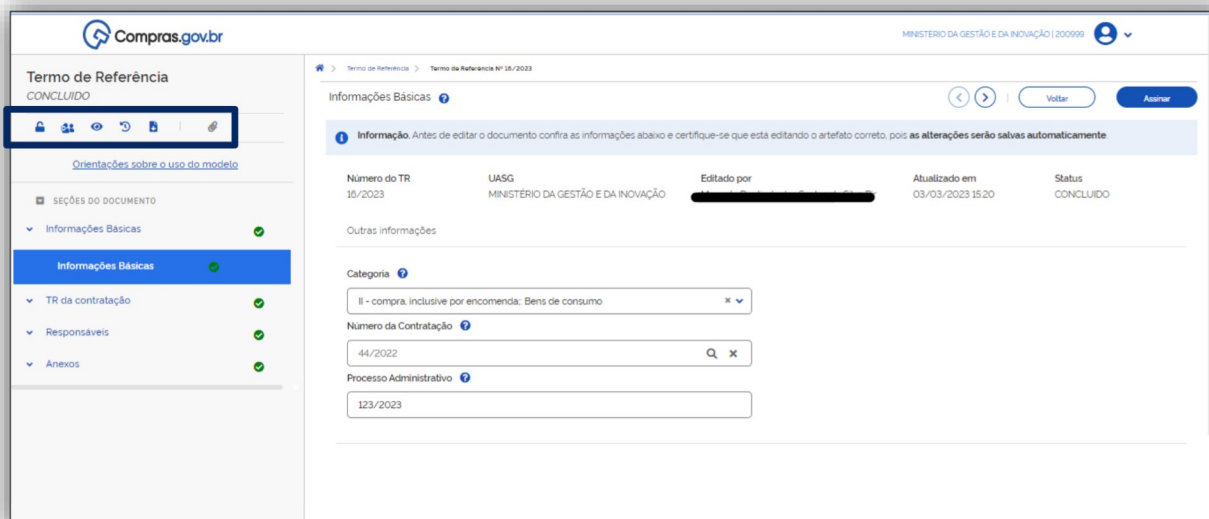 Compras.gov.br
MINISTÉRIO DA GESTÃO E DA INOVAÇÃO | 200999
Termo de Referência
CONCLUIDO
Orientações sobre o uso do modelo
SEÇÕES DO DOCUMENTO
Informações Básicas
Informações Básicas
TR da contratação
Responsáveis
Anexos
Termo de Referência > Termo de Referência Nº 16/2023
Informações Básicas
Voltar
Assinar
Informação. Antes de editar o documento confira as informações abaixo e certifique-se que está editando o artefato correto, pois as alterações serão salvas automaticamente.
Número do TR UASG Editado por Atualizado em Status
16/2023 MINISTÉRIO DA GESTÃO E DA INOVAÇÃO 03/03/2023 15:20 CONCLUIDO
Outras informações
Categoria
II - compra, inclusive por encomenda;: Bens de consumo
Número da Contratação
44/2022
Processo Administrativo
123/2023